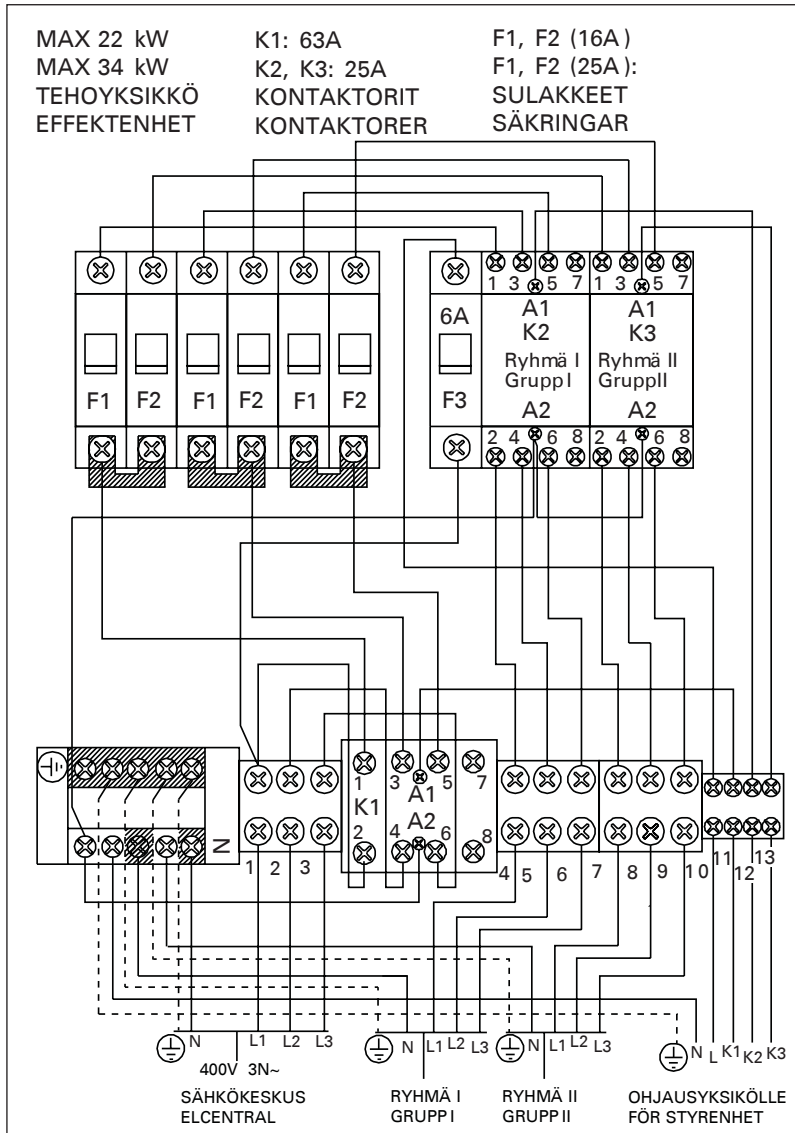 MAX 22 kW K1: 63A F1, F2 (16A)
MAX 34 kW K2, K3: 25A F1, F2 (25A):
TEHOYKSIKKÖ KONTAKTORIT SULAKKEET
EFFEKTENHET KONTAKTORER SÄKRINGAR
1 3 5 7 1 3 5 7
6A A1 A1
K2 K3
Ryhmä I Ryhmä II
Grupp I Grupp II
F1 F2 F1 F2 F1 F2 F3
A2 A2
2 4 6 8 2 4 6 8
1 3 5 7
K1 A1
A2
2 4 6 8
N
1 2 3 4 5 6 7 8 9 10 11 12 13
N L1 L2 L3 N L1 L2 L3 N L1 L2 L3 N L K1 K2 K3
400V 3N~
SÄHKÖKESKUS RYHMÄ I RYHMÄ II OHJAUSYKSIKÖLLE
ELCENTRAL GRUPP I GRUPP II FÖR STYRENHET